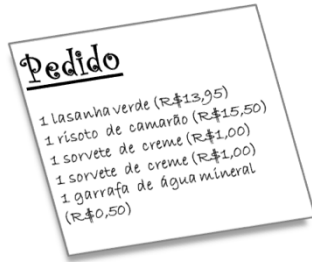 Pedido
1 lasanha verde (R$13,95)
1 risoto de camarão (R$15,50)
1 sorvete de creme (R$1,00)
1 sorvete de creme (R$1,00)
1 garrafa de água mineral
(R$0,50)